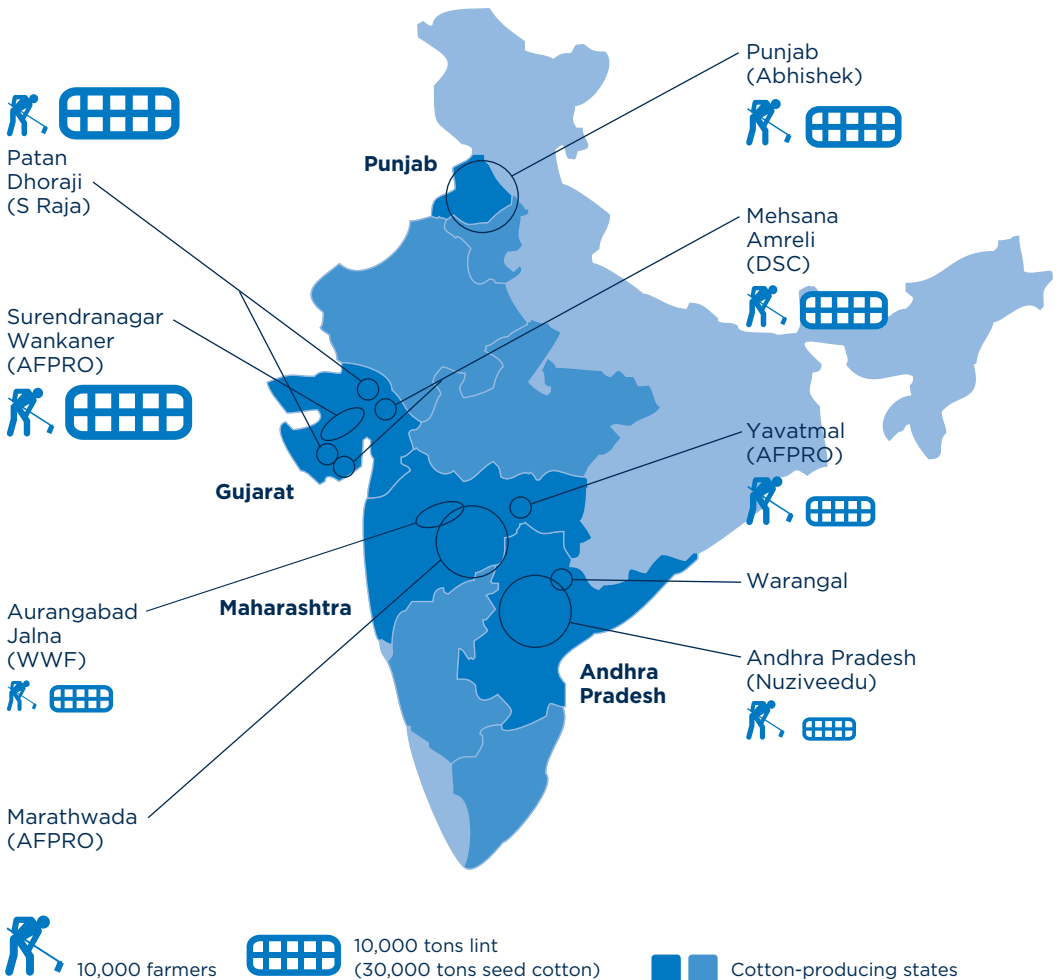 Punjab
(Abhishek)
Patan
Dhoraji
(S Raja)
Punjab
Mehsana
Amreli
(DSC)
Surendranagar
Wankaner
(AFPRO)
Yavatmal
(AFPRO)
Gujarat
Warangal
Maharashtra
Aurangabad
Jalna
(WWF)
Andhra Pradesh
(Nuziveedu)
Andhra
Pradesh
Marathwada
(AFPRO)
10,000 farmers
10,000 tons lint
(30,000 tons seed cotton)
Cotton-producing states